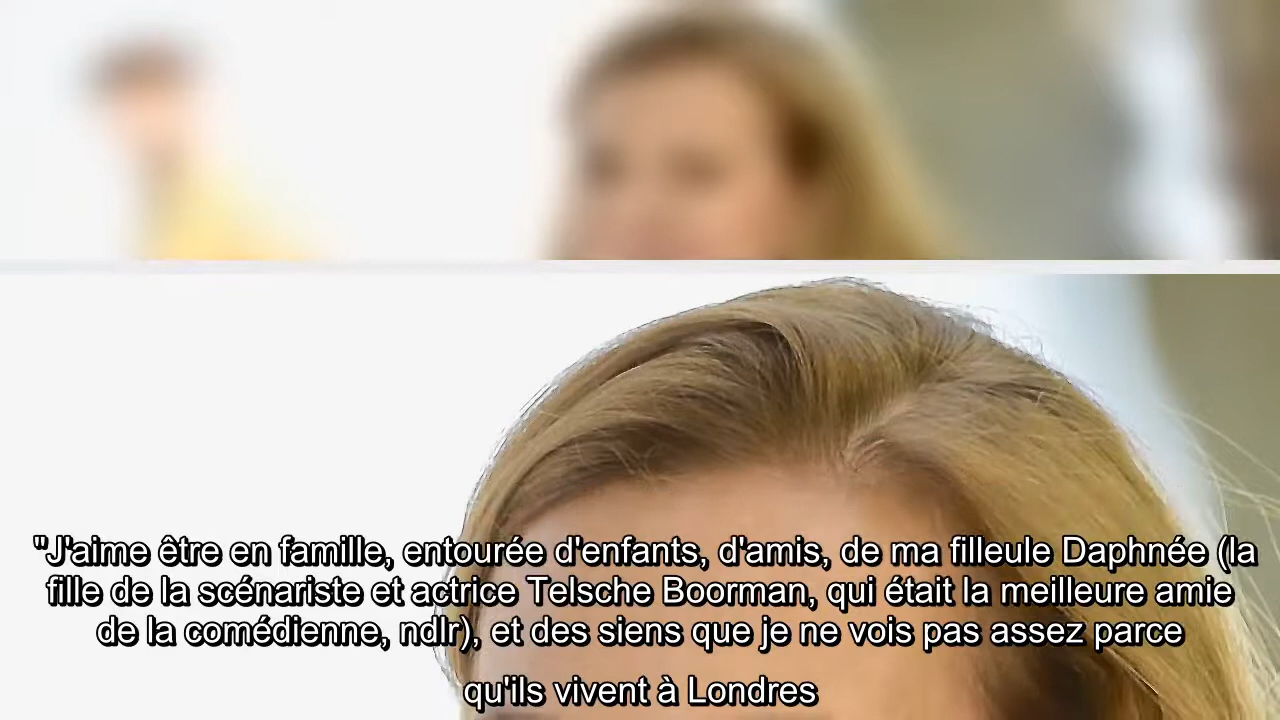 "J'aime être en famille, entourée d'enfants, d'amis, de ma filleule Daphnée (la
fille de la scénariste et actrice Telsche Boorman, qui était la meilleure amie
de la comédienne, ndlr), et des siens que je ne vois pas assez parce
qu'ils vivent à Londres